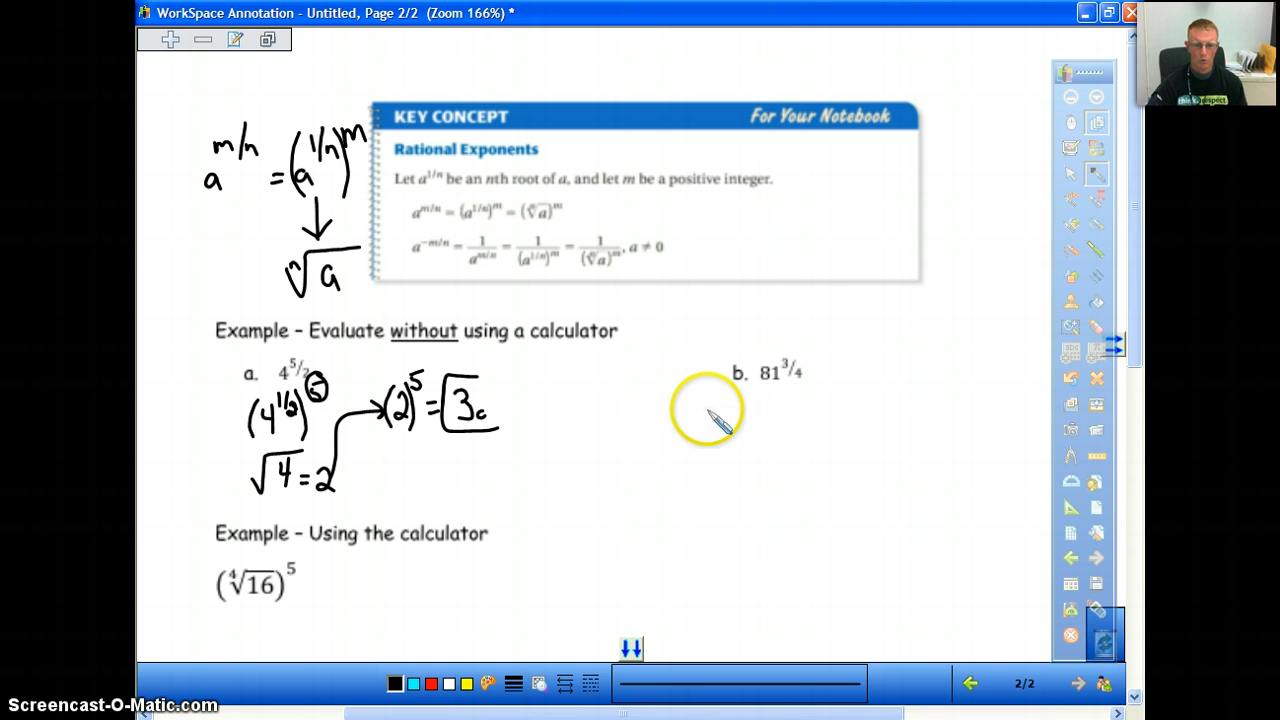 WorkSpace Annotation - Untitled, Page 2/2 (Zoom 166%) *
think respect.
KEY CONCEPT For Your Notebook
Rational Exponents
Let a^{1/n} be an nth root of a, and let m be a positive integer.
a^{m/n} = (a^{1/n})^m = (ⁿ√a)^m
a^{-m/n} = 1/a^{m/n} = 1/(a^{1/n})^m = 1/(ⁿ√a)^m, a ≠ 0
a^{m/n} = (a^{1/n})^m
↓
ⁿ√a
Example – Evaluate without using a calculator
a. 4^{5/2}
b. 81^{3/4}
(4^{1/2})^5
(2)^5 =
√4 = 2
Example – Using the calculator
(⁴√16)^5
2/2
Screencast-O-Matic.com